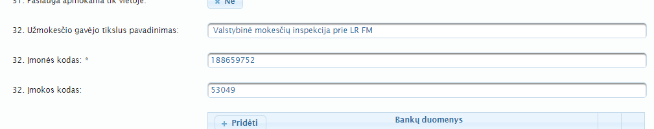 31. Paslauga apmokama tik vietoje: Ne
32. Užmokesčio gavėjo tikslus pavadinimas: Valstybinė mokesčių inspekcija prie LR FM
32. Įmonės kodas: * 188659752
32. Įmokos kodas: 53049
+ Pridėti Bankų duomenys